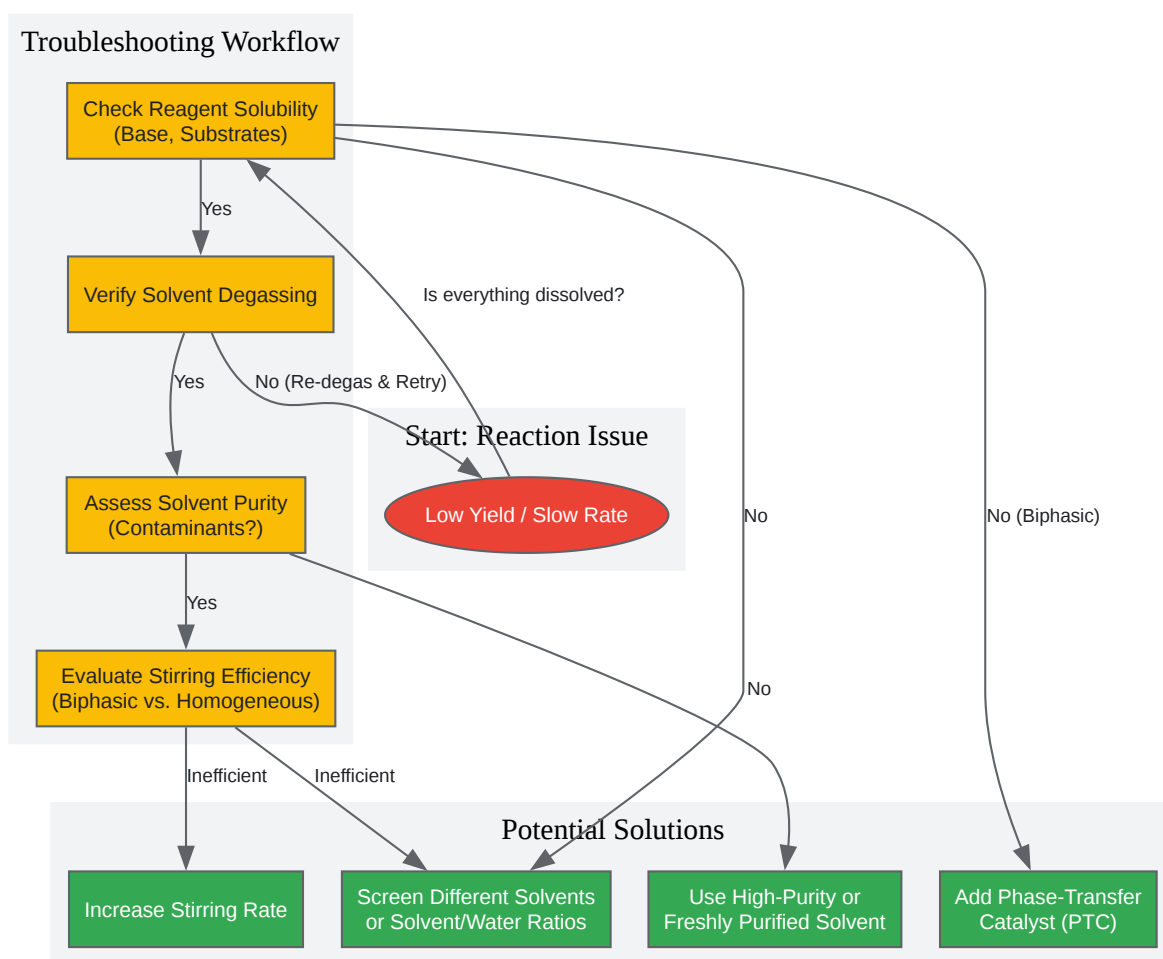 Troubleshooting Workflow
Check Reagent Solubility
(Base, Substrates)
Yes
Verify Solvent Degassing
Is everything dissolved?
Yes
No (Re-degas & Retry)
Start: Reaction Issue
Low Yield / Slow Rate
Assess Solvent Purity
(Contaminants?)
No
No (Biphasic)
Yes
Evaluate Stirring Efficiency
(Biphasic vs. Homogeneous)
No
Inefficient
Inefficient
Potential Solutions
Increase Stirring Rate
Screen Different Solvents
or Solvent/Water Ratios
Use High-Purity or
Freshly Purified Solvent
Add Phase-Transfer
Catalyst (PTC)